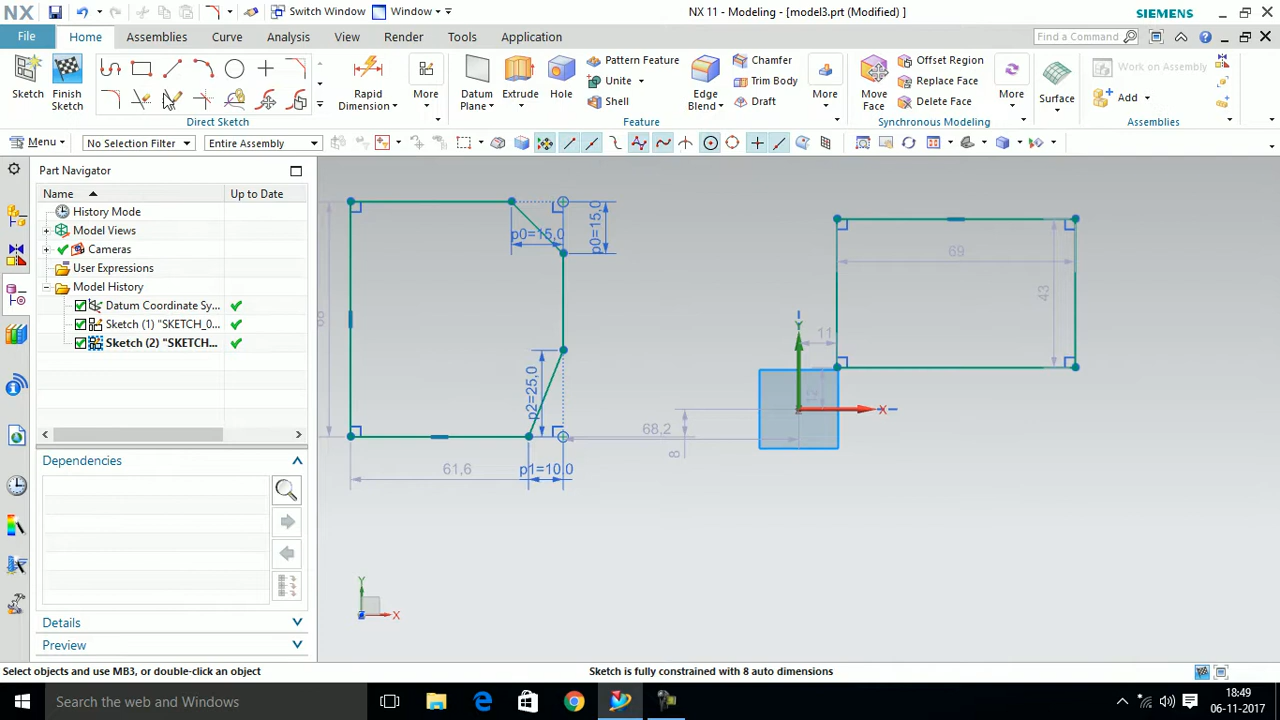 NX
Switch Window
Window
NX 11 - Modeling - [model3.prt (Modified) ]
SIEMENS
File
Home
Assemblies
Curve
Analysis
View
Render
Tools
Application
Find a Command
Sketch
Finish
Sketch
Rapid
Dimension
More
Datum
Plane
Extrude
Hole
Pattern Feature
Unite
Shell
Edge
Blend
Chamfer
Trim Body
Draft
More
Move
Face
Offset Region
Replace Face
Delete Face
More
Surface
Work on Assembly
Add
Direct Sketch
Feature
Synchronous Modeling
Assemblies
Menu
No Selection Filter
Entire Assembly
Part Navigator
Name
Up to Date
History Mode
Model Views
Cameras
User Expressions
Model History
Datum Coordinate Sy...
Sketch (1) "SKETCH_0...
Sketch (2) "SKETCH...
Dependencies
Details
Preview
p0=15,0
p0=15,0
68
p2=25,0
61,6
p1=10,0
68,2
8
69
43
11
12
Y
X
Y
X
Select objects and use MB3, or double-click an object
Sketch is fully constrained with 8 auto dimensions
Search the web and Windows
18:49
06-11-2017